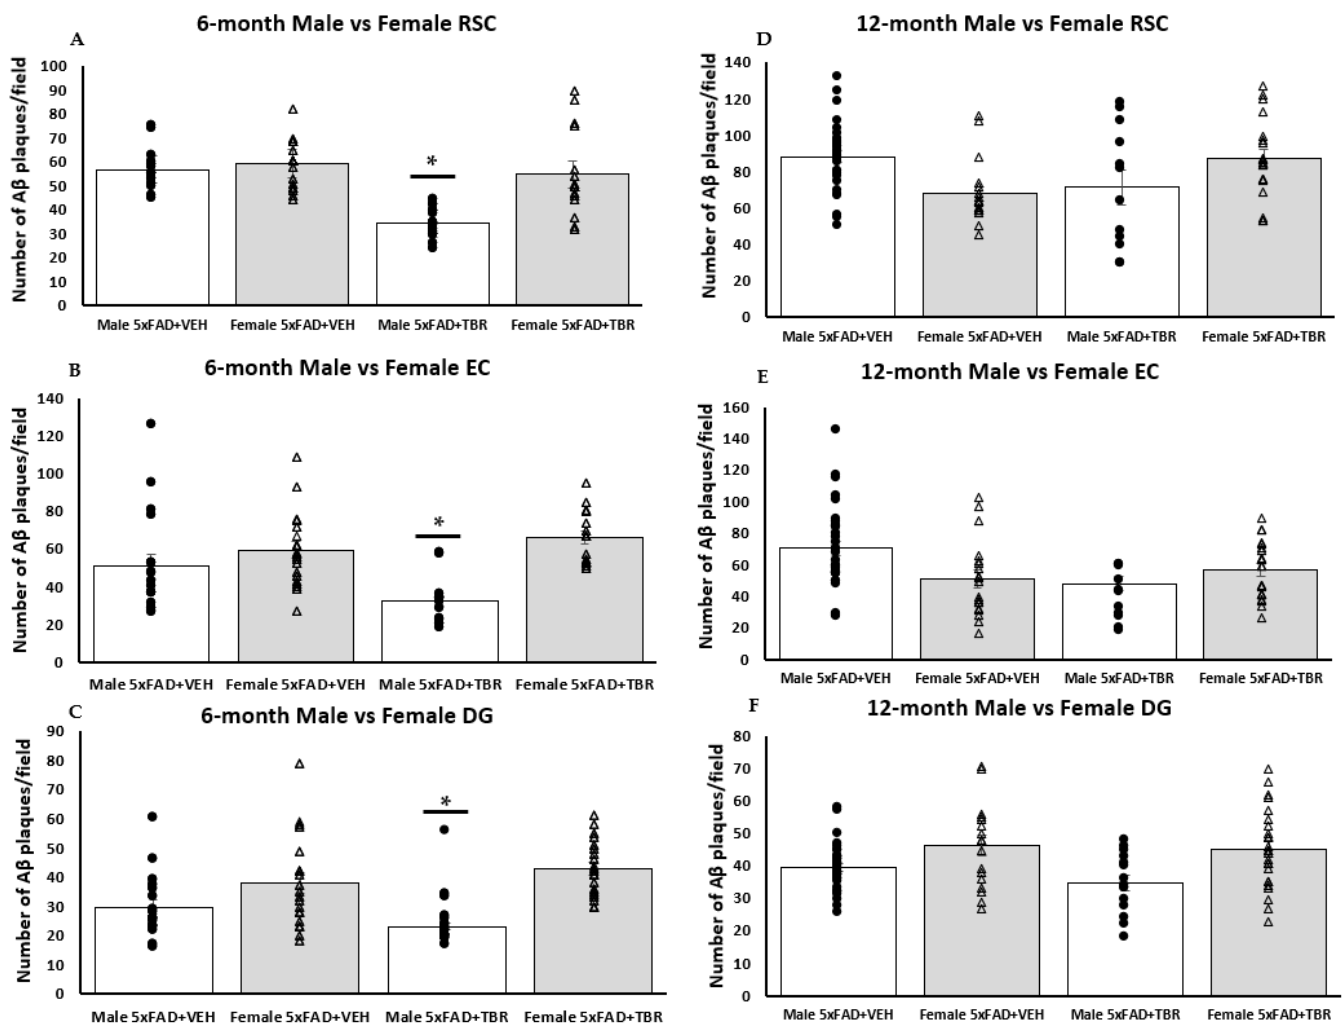 A
6-month Male vs Female RSC
Number of Aβ plaques/field
100
90
80
70
60
50
40
30
20
10
0
*
Male 5xFAD+VEH Female 5xFAD+VEH Male 5xFAD+TBR Female 5xFAD+TBR
B
6-month Male vs Female EC
Number of Aβ plaques/field
140
120
100
80
60
40
20
0
*
Male 5xFAD+VEH Female 5xFAD+VEH Male 5xFAD+TBR Female 5xFAD+TBR
C
6-month Male vs Female DG
Number of Aβ plaques/field
90
80
70
60
50
40
30
20
10
0
*
Male 5xFAD+VEH Female 5xFAD+VEH Male 5xFAD+TBR Female 5xFAD+TBR
D
12-month Male vs Female RSC
Number of Aβ plaques/field
140
120
100
80
60
40
20
0
Male 5xFAD+VEH Female 5xFAD+VEH Male 5xFAD+TBR Female 5xFAD+TBR
E
12-month Male vs Female EC
Number of Aβ plaques/field
160
140
120
100
80
60
40
20
0
Male 5xFAD+VEH Female 5xFAD+VEH Male 5xFAD+TBR Female 5xFAD+TBR
F
12-month Male vs Female DG
Number of Aβ plaques/field
80
70
60
50
40
30
20
10
0
Male 5xFAD+VEH Female 5xFAD+VEH Male 5xFAD+TBR Female 5xFAD+TBR